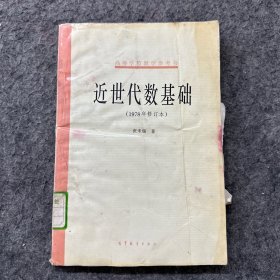 高等学校教学参考书
近世代数基础
(1978年修订本)
张禾瑞 著
高等教育出版社